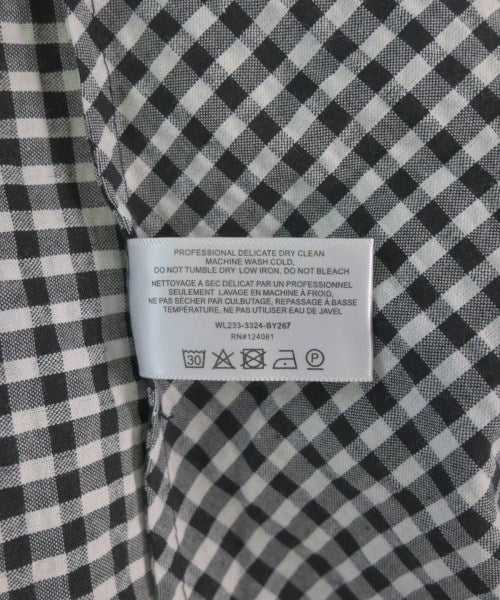 PROFESSIONAL DELICATE DRY CLEAN
MACHINE WASH COLD,
DO NOT TUMBLE DRY LOW IRON, DO NOT BLEACH
NETTOYAGE A SEC DÉLICAT PAR UN PROFESSIONNEL
SEULEMENT LAVAGE EN MACHINE À FROID,
NE PAS SÉCHER PAR CULBUTAGE, REPASSAGE À BASSE
TEMPÉRATURE, NE PAS UTILISER EAU DE JAVEL
WL233-3324-BY267
RN#124081
30 P